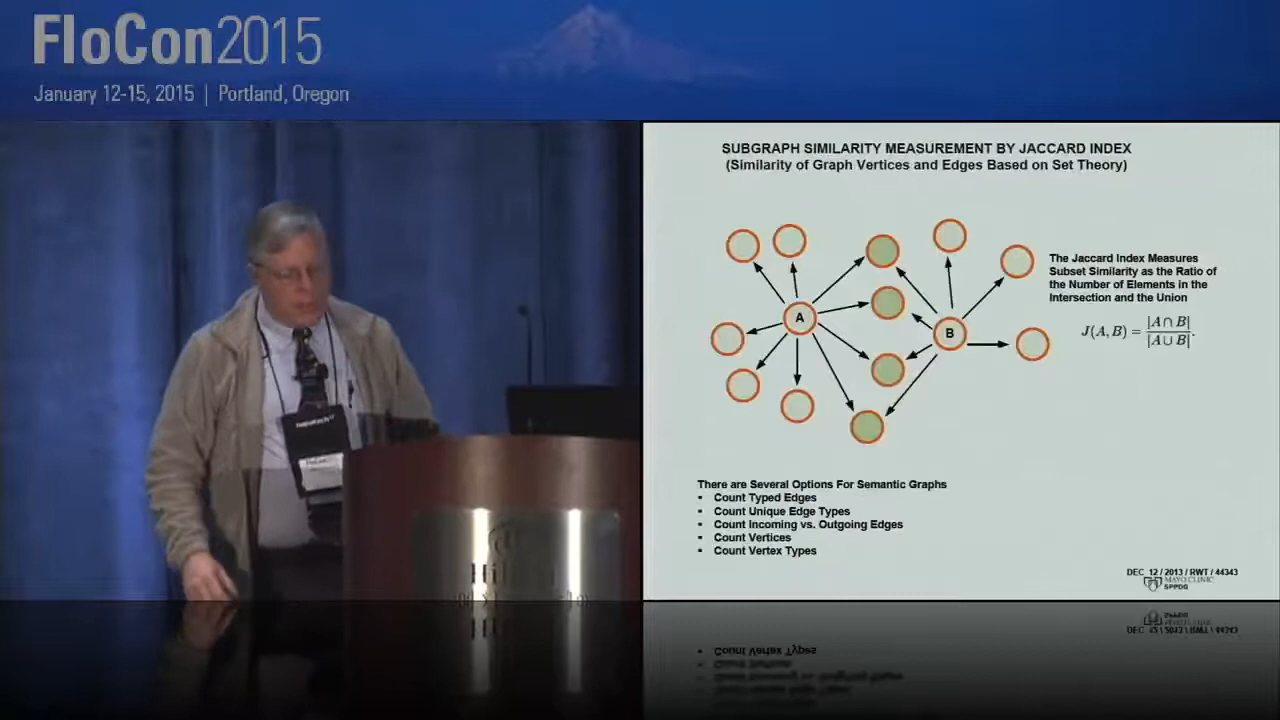 FloCon2015
January 12-15, 2015 | Portland, Oregon
SUBGRAPH SIMILARITY MEASUREMENT BY JACCARD INDEX
(Similarity of Graph Vertices and Edges Based on Set Theory)
A
B
The Jaccard Index Measures
Subset Similarity as the Ratio of
the Number of Elements in the
Intersection and the Union
J(A, B) = |A ∩ B| / |A ∪ B|.
There are Several Options For Semantic Graphs
▪ Count Typed Edges
▪ Count Unique Edge Types
▪ Count Incoming vs. Outgoing Edges
▪ Count Vertices
▪ Count Vertex Types
DEC_12 / 2013 / RWT / 44343
MAYO CLINIC
SPPDG